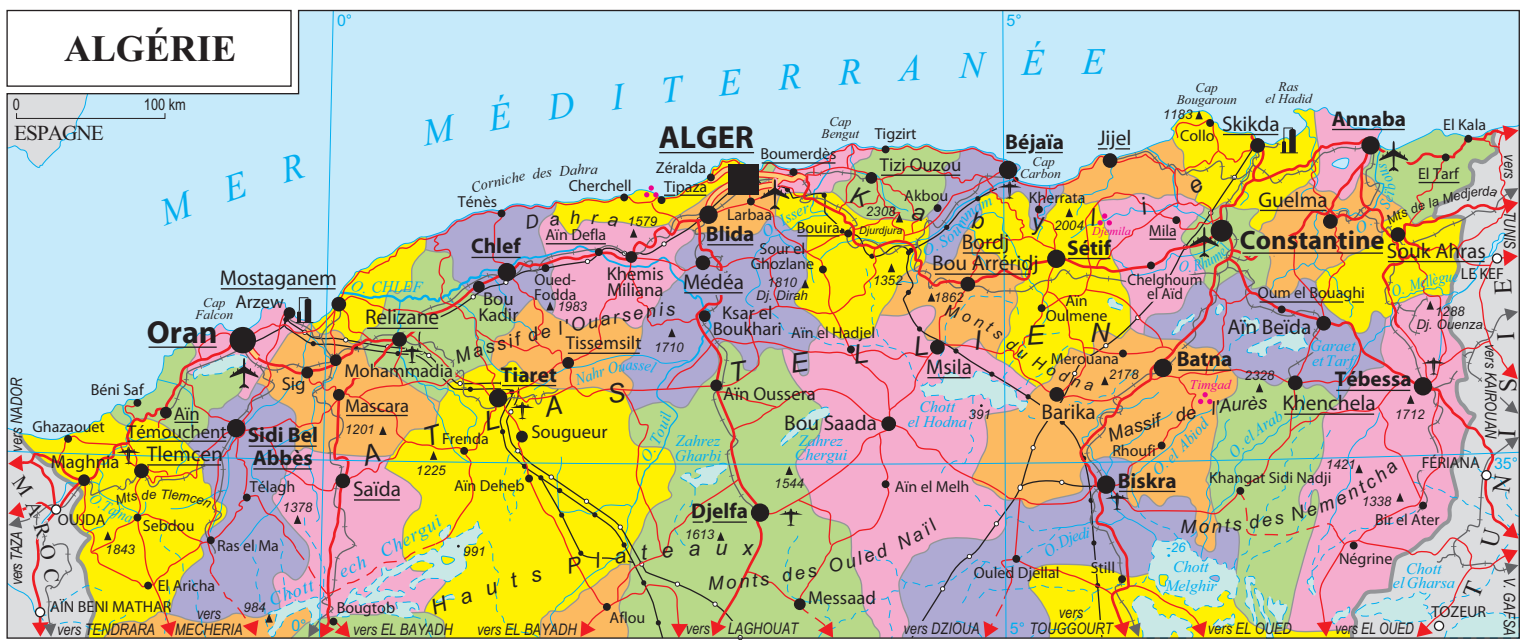 ALGÉRIE
0°
5°
0 100 km
ESPAGNE
MER MÉDITERRANÉE
Cap Bougaroun
Ras el Hadid
1183
Collo
Skikda
Annaba
El Kala
vers TUNIS
ALGER
Cap Bengut
Tigzirt
Béjaïa
Cap Carbon
Jijel
Zéralda
Boumerdès
Tizi Ouzou
El Tarf
Corniche des Dahra
Cherchell
Tipaza
Larbaa
Kabylie
Akbou
Kherrata
2004
Djemila
Mila
Guelma
O. Seybouse
Mts de la Medjerda
Ténès
Dahra
1579
Blida
O. Isser
2308
Djurdjura
O. Soummam
Bouira
Constantine
Souk Ahras
LE KEF
Chlef
Aïn Defla
Khemis Miliana
Médéa
Sour el Ghozlane
1810
Dj. Dirah
1352
Bordj Bou Arreridj
1862
Sétif
Chelghoum el Aïd
O. Rhumel
Oum el Bouaghi
O. Mellegue
Mostaganem
Arzew
O. CHLEF
Oued-Fodda
1983
Bou Kadir
Ksar el Boukhari
Aïn el Hadjel
Aïn Oulmene
Aïn Beïda
1288
Dj. Ouenza
Cap Falcon
Oran
Relizane
Massif de l'Ouarsenis
1710
Tissemsilt
Monts du Hodna
Msila
Merouana
2178
Batna
Garaet et Tarf
Sig
Mohammadia
Nahr Ouassel
Tiaret
ATLAS TELLIEN
Aïn Oussera
Chott el Hodna
391
Barika
Timgad
2328
Khenchela
Tébessa
1712
vers KAIROUAN
TUNISIE
vers NADOR
Béni Saf
Aïn Témouchent
Mascara
1201
Sougueur
O. Touil
Bou Saada
Massif de l'Aurès
Rhoufi
O. el Abiod
O. el Arab
Ghazaouet
Sidi Bel Abbès
Frenda
1225
Zahrez Gharbi
Zahrez Chergui
Maghnia
Tlemcen
35°
FÉRIANA
MAROC
Mts de Tlemcen
O. Tafna
Télagh
1378
Saïda
Aïn Deheb
1544
Aïn el Melh
Biskra
Khangat Sidi Nadji
1421
1338
OUJDA
Sebdou
1843
Djelfa
1613
Monts des Nementcha
Bir el Ater
Ras el Ma
991
Hauts Plateaux
Monts des Ouled Naïl
O. Djedi
Négrine
vers TAZA
Chott ech Chergui
Ouled Djellal
Still
-26
Chott Melghir
Chott el Gharsa
El Aricha
AÏN BENI MATHAR
984
Bougtob
Aflou
Messaad
TOZEUR
0°
5°
vers TENDRARA
vers MECHERIA
vers EL BAYADH
vers EL BAYADH
vers LAGHOUAT
vers DZIOUA
vers TOUGGOURT
vers EL OUED
vers EL OUED
V. GAFSA